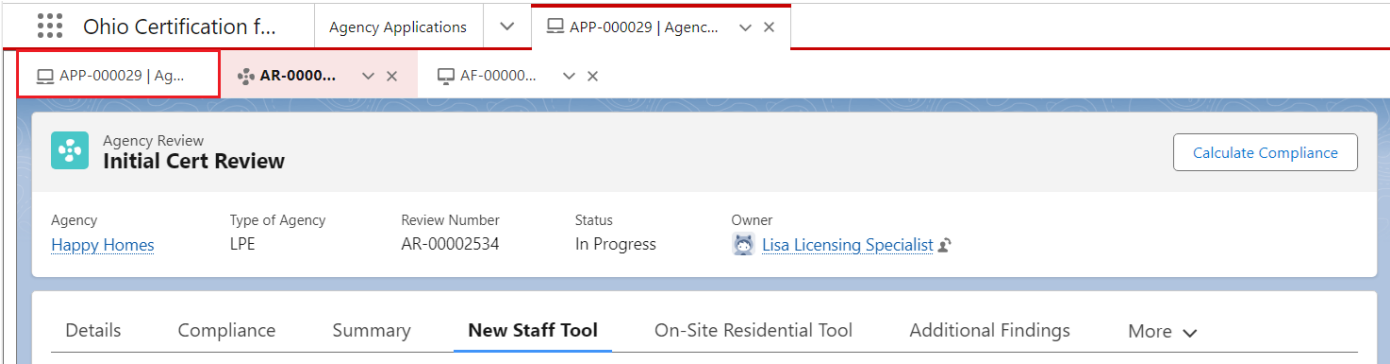 Ohio Certification f... Agency Applications APP-000029 | Agenc...
APP-000029 | Ag... AR-0000... AF-00000...
Agency Review
Initial Cert Review
Calculate Compliance
Agency Type of Agency Review Number Status Owner
Happy Homes LPE AR-00002534 In Progress Lisa Licensing Specialist
Details Compliance Summary New Staff Tool On-Site Residential Tool Additional Findings More